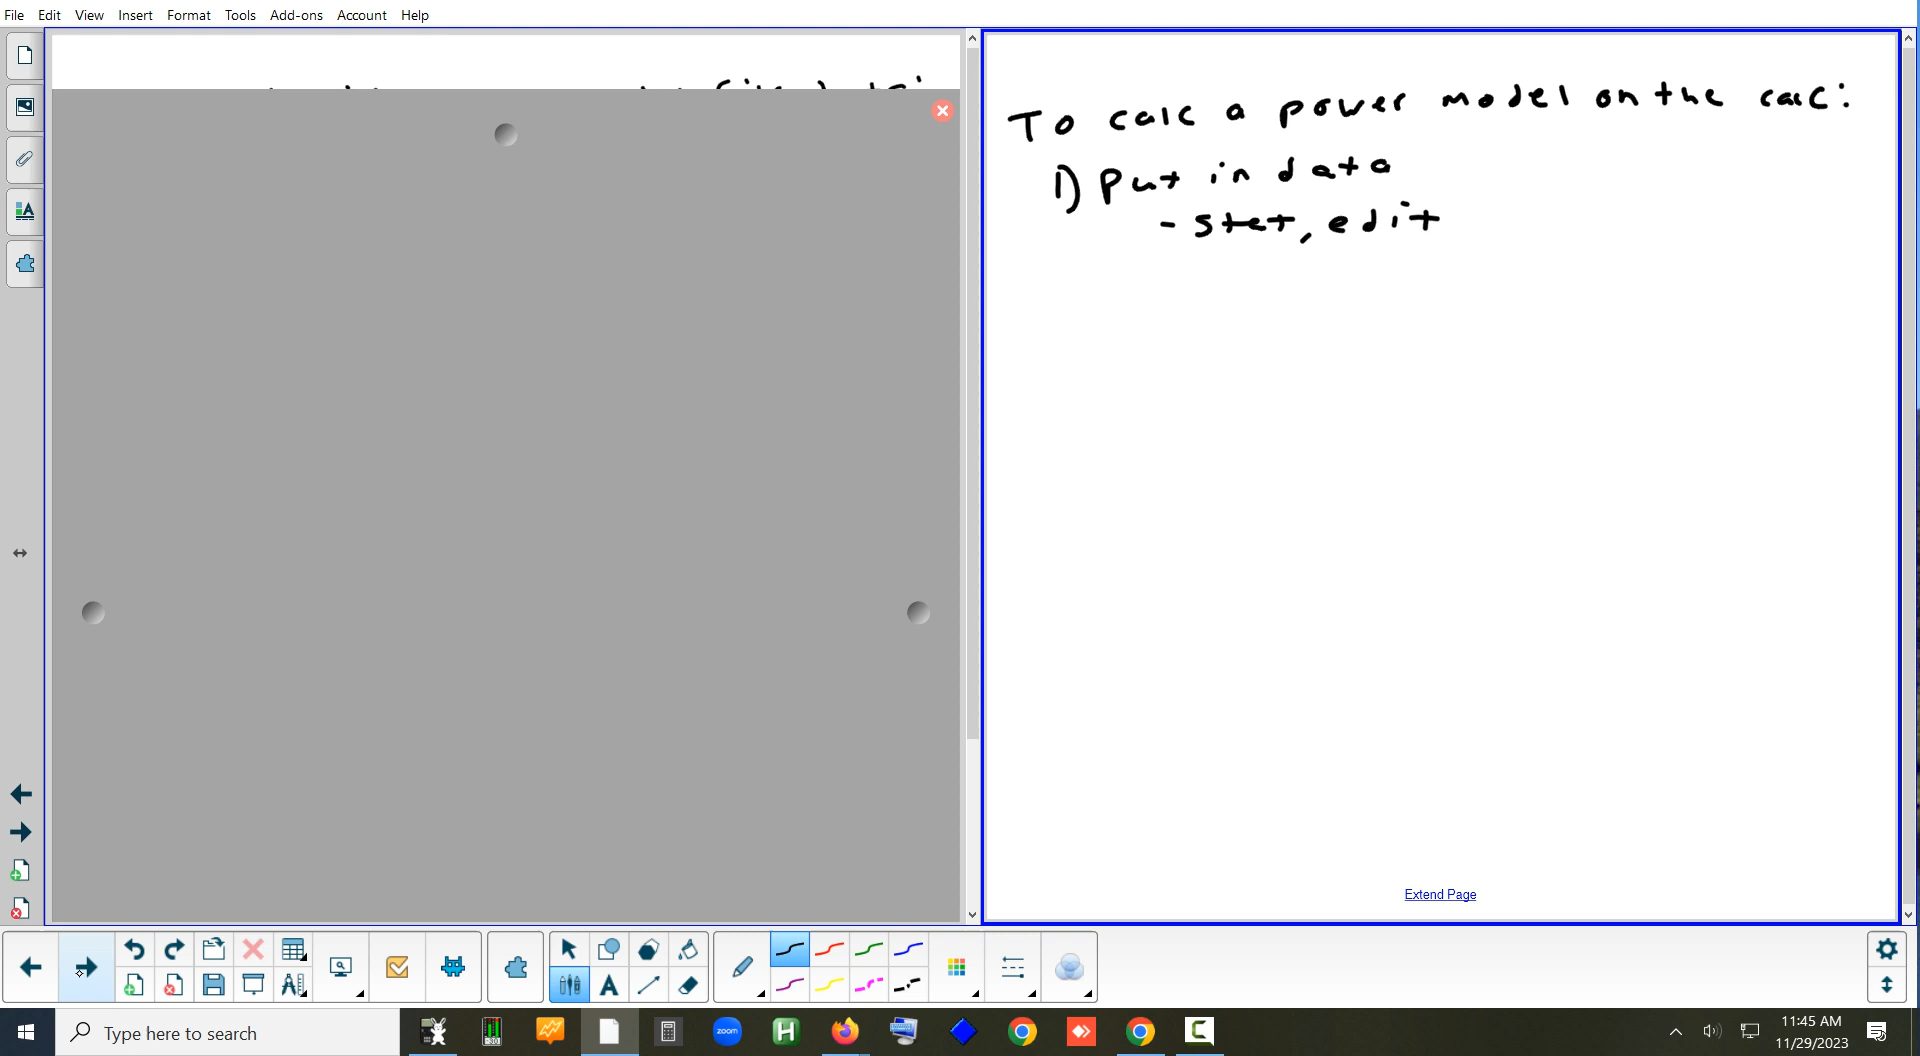 File Edit View Insert Format Tools Add-ons Account Help
To calc a power model on the calc:
1) Put in data
- Stat, edit
Extend Page
Type here to search
zoom
11:45 AM
11/29/2023